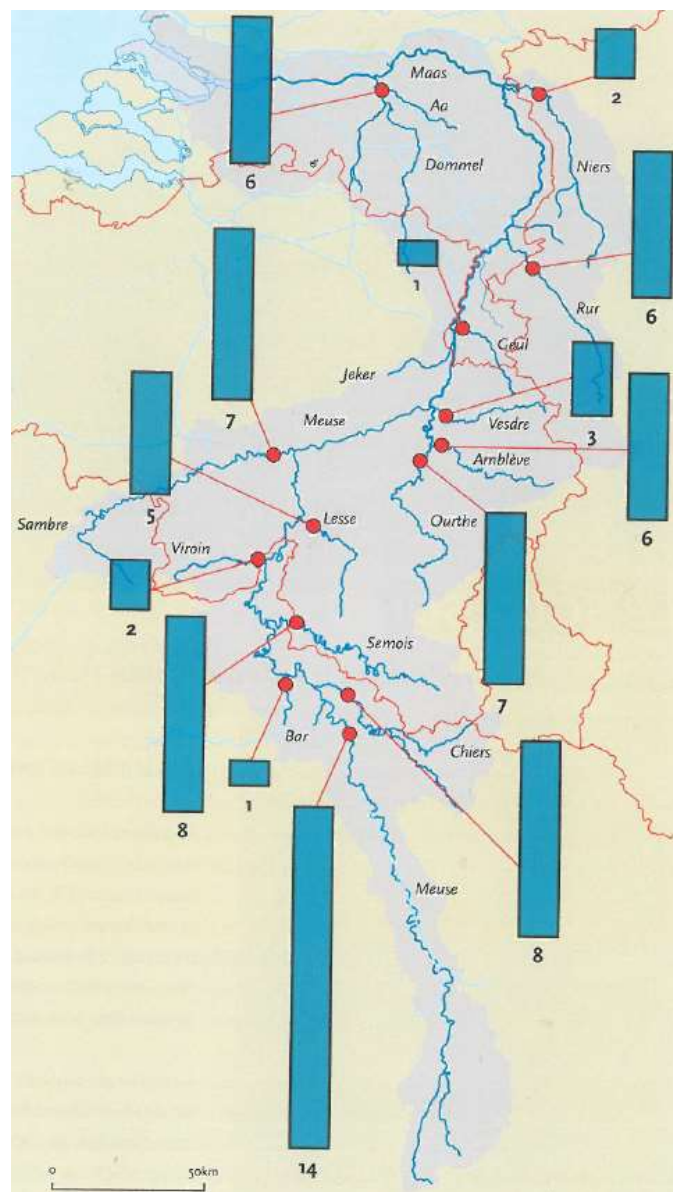 Maas
2
Aa
Dommel
Niers
6
1
Rur
6
Geul
Jeker
7
Meuse
Vesdre
3
Amblève
5
Sambre
Lesse
Ourthe
6
Viroin
2
Semois
7
Bar
Chiers
1
8
Meuse
8
0
50km
14